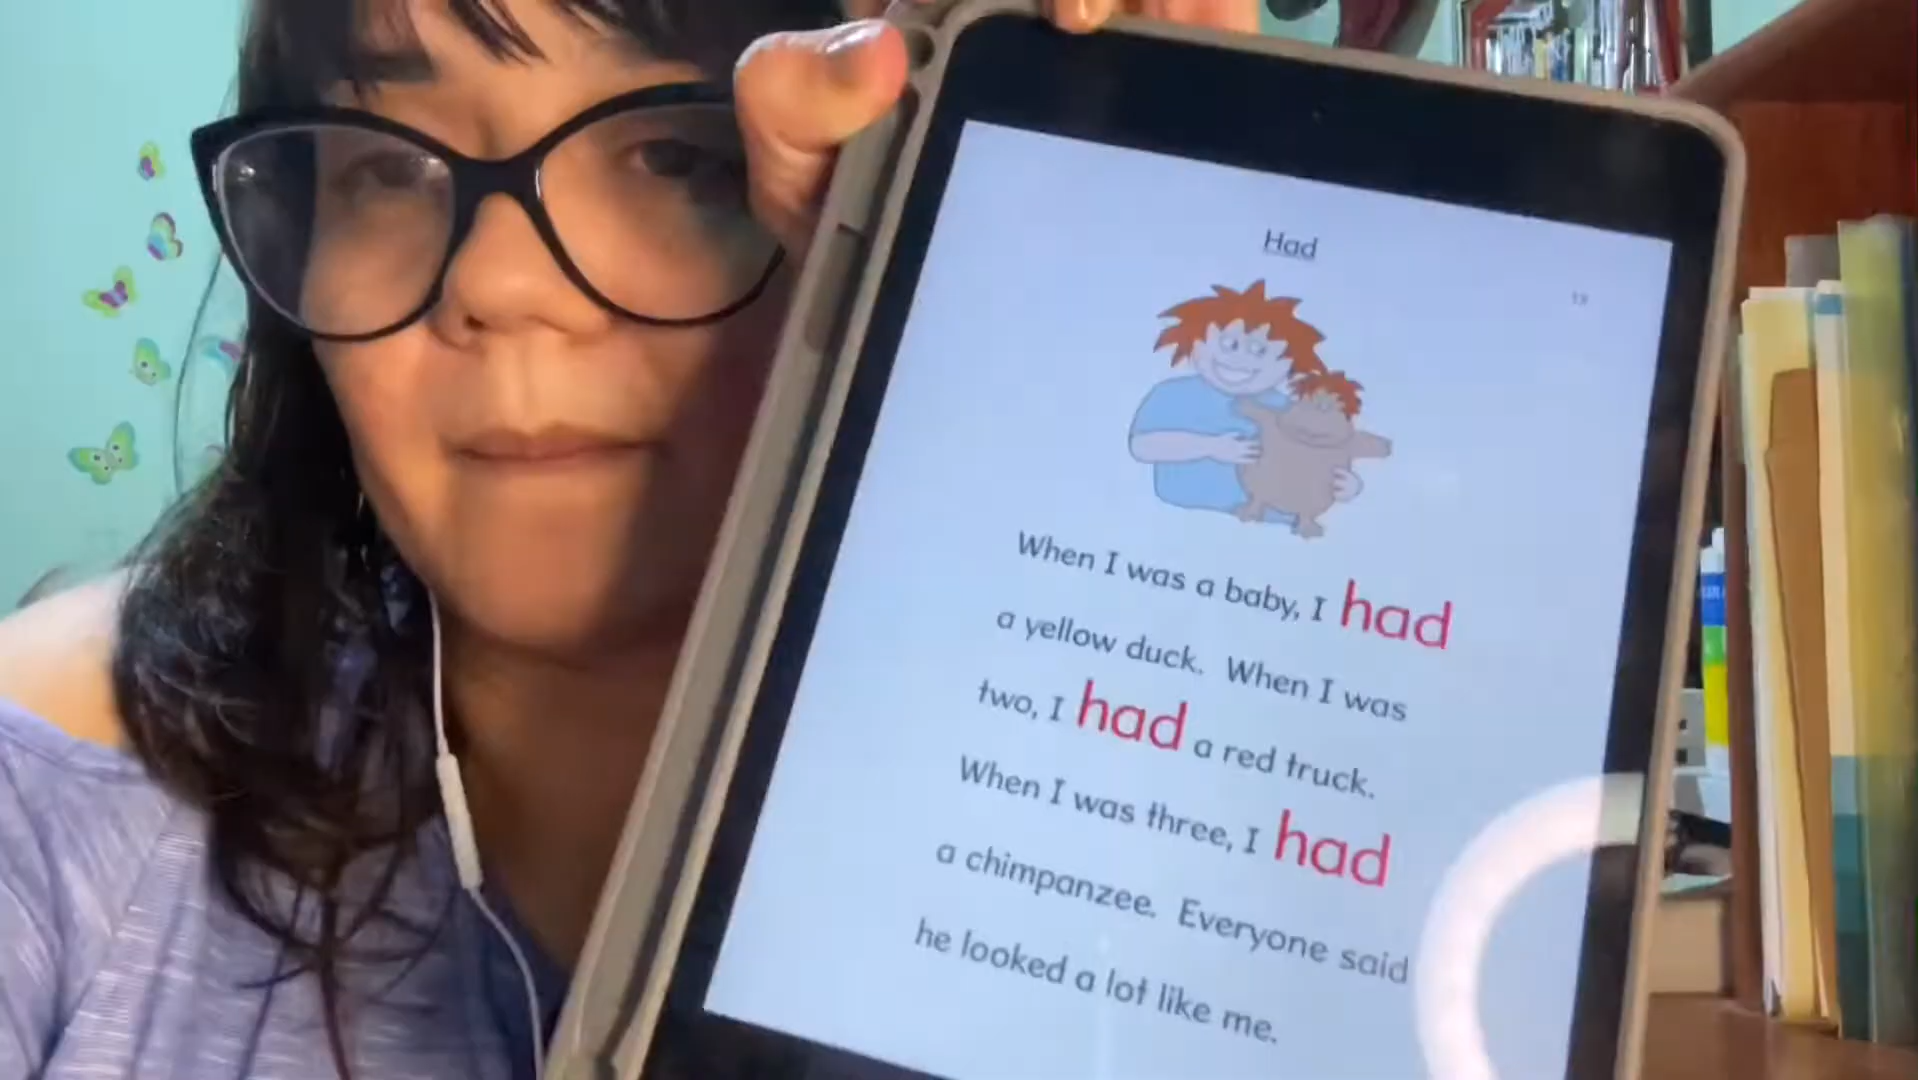 Had
When I was a baby, I had
a yellow duck. When I was
two, I had a red truck.
When I was three, I had
a chimpanzee. Everyone said
he looked a lot like me.